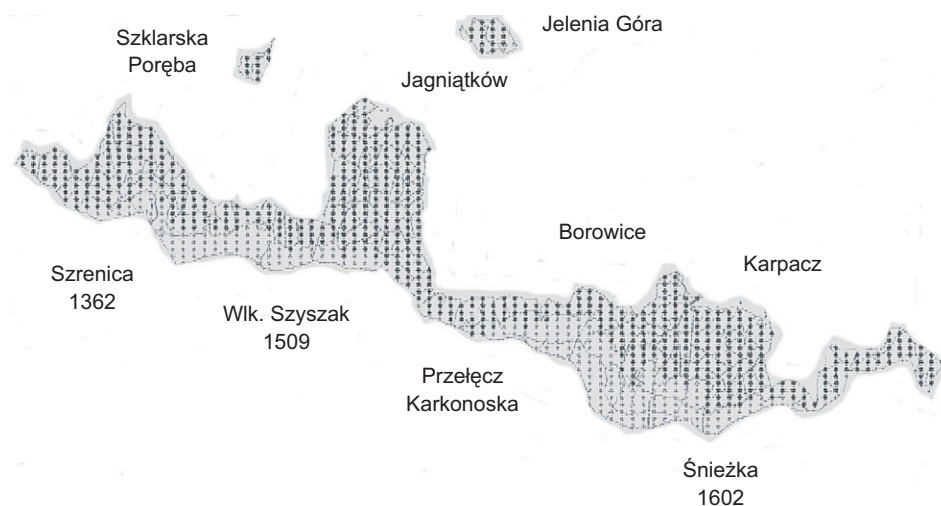 Jelenia Góra
Szklarska
Poręba
Jagniątków
Borowice
Karpacz
Szrenica
1362
Wlk. Szyszak
1509
Przełęcz
Karkonoska
Śnieżka
1602